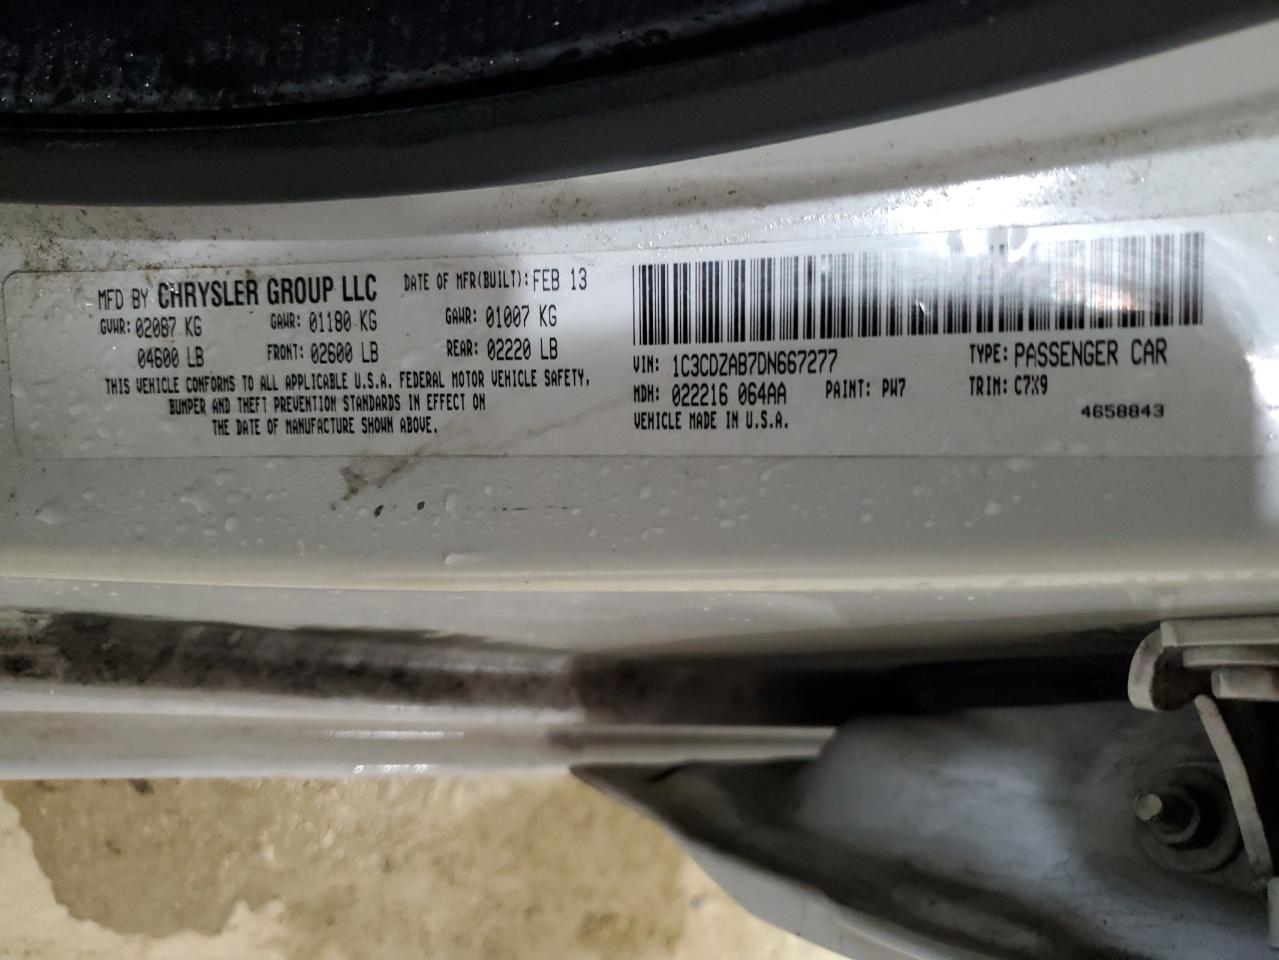 MFD BY CHRYSLER GROUP LLC DATE OF MFR(BUILT): FEB 13
GVWR: 02087 KG GAWR: 01180 KG GAWR: 01007 KG
04600 LB FRONT: 02600 LB REAR: 02220 LB
THIS VEHICLE CONFORMS TO ALL APPLICABLE U.S.A. FEDERAL MOTOR VEHICLE SAFETY,
BUMPER AND THEFT PREVENTION STANDARDS IN EFFECT ON
THE DATE OF MANUFACTURE SHOWN ABOVE.
VIN: 1C3CDZAB7DN667277 TYPE: PASSENGER CAR
MDH: 022216 064AA PAINT: PW7 TRIM: C7X9
VEHICLE MADE IN U.S.A. 4658843